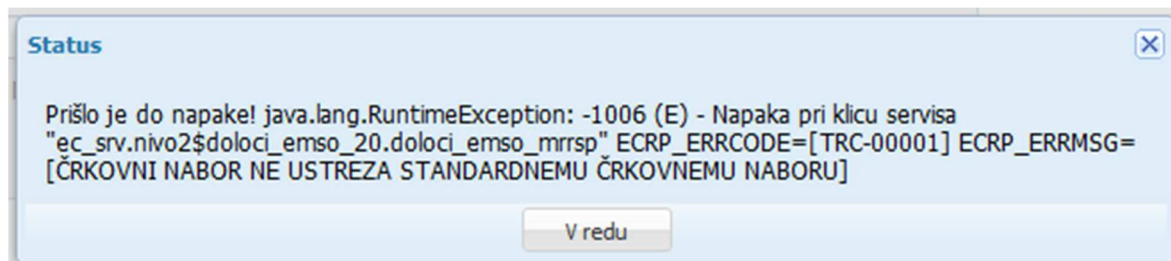 Status
Prišlo je do napake! java.lang.RuntimeException: -1006 (E) - Napaka pri klicu servisa
"ec_srv.nivo2$doloci_emso_20.doloci_emso_mrrsp" ECRP_ERRCODE=[TRC-00001] ECRP_ERRMSG=
[ČRKOVNI NABOR NE USTREZA STANDARDNEMU ČRKOVNEMU NABORU]
V redu